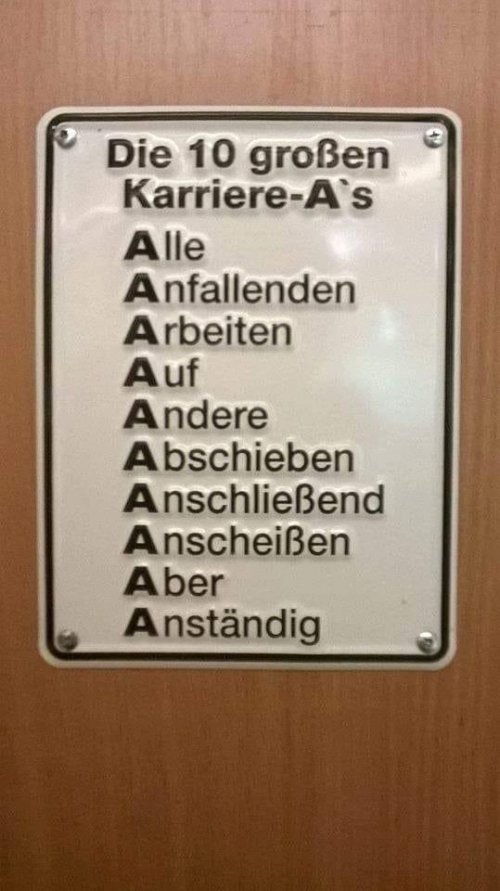 Die 10 großen
Karriere-A`s
Alle
Anfallenden
Arbeiten
Auf
Andere
Abschieben
Anschließend
Anscheißen
Aber
Anständig